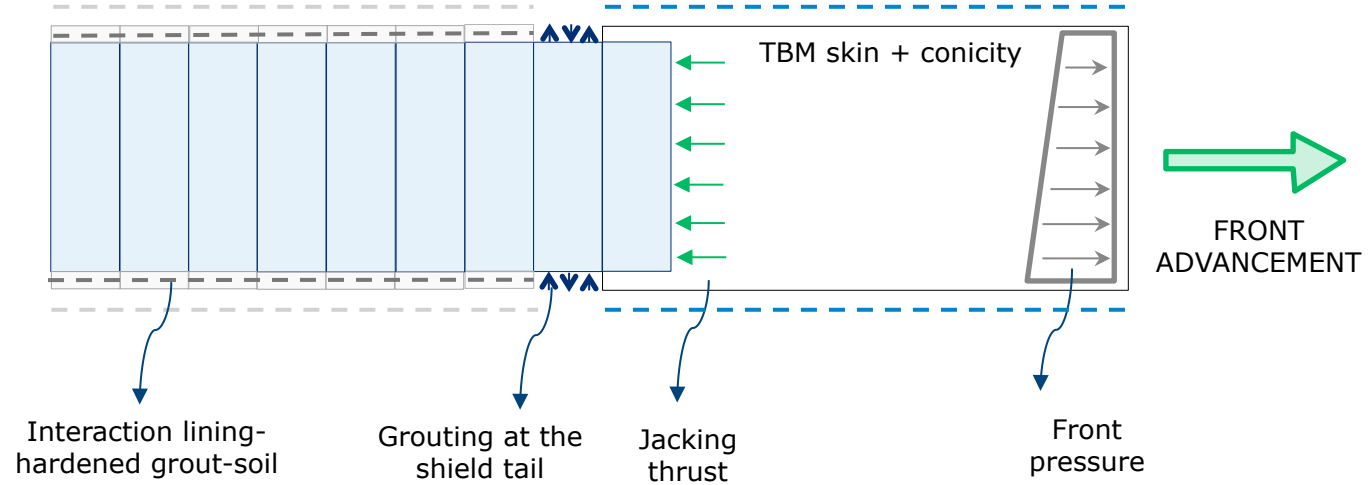 TBM skin + conicity
FRONT
ADVANCEMENT
Interaction lining-
hardened grout-soil
Grouting at the
shield tail
Jacking
thrust
Front
pressure